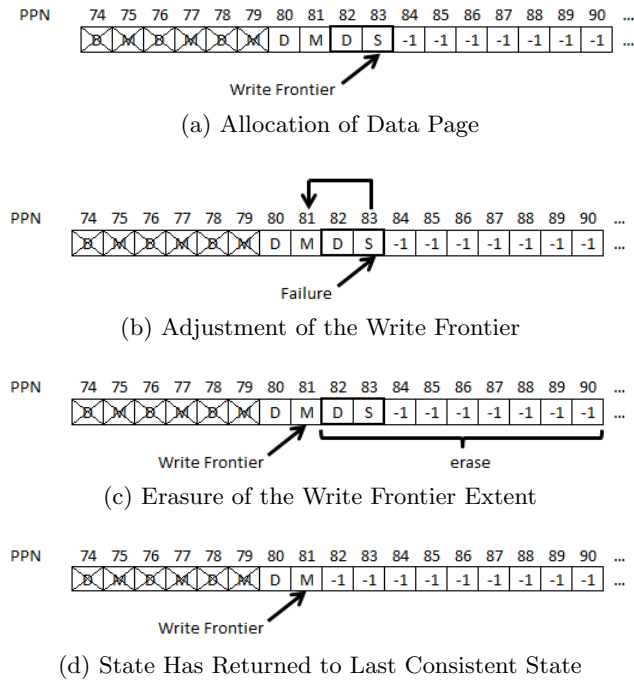 PPN 74 75 76 77 78 79 80 81 82 83 84 85 86 87 88 89 90 ...
D M D M D M D M D S -1 -1 -1 -1 -1 -1 -1 ...
Write Frontier
(a) Allocation of Data Page
PPN 74 75 76 77 78 79 80 81 82 83 84 85 86 87 88 89 90 ...
D M D M D M D M D S -1 -1 -1 -1 -1 -1 -1 ...
Failure
(b) Adjustment of the Write Frontier
PPN 74 75 76 77 78 79 80 81 82 83 84 85 86 87 88 89 90 ...
D M D M D M D M D S -1 -1 -1 -1 -1 -1 -1 ...
Write Frontier erase
(c) Erasure of the Write Frontier Extent
PPN 74 75 76 77 78 79 80 81 82 83 84 85 86 87 88 89 90 ...
D M D M D M D M -1 -1 -1 -1 -1 -1 -1 -1 -1 ...
Write Frontier
(d) State Has Returned to Last Consistent State